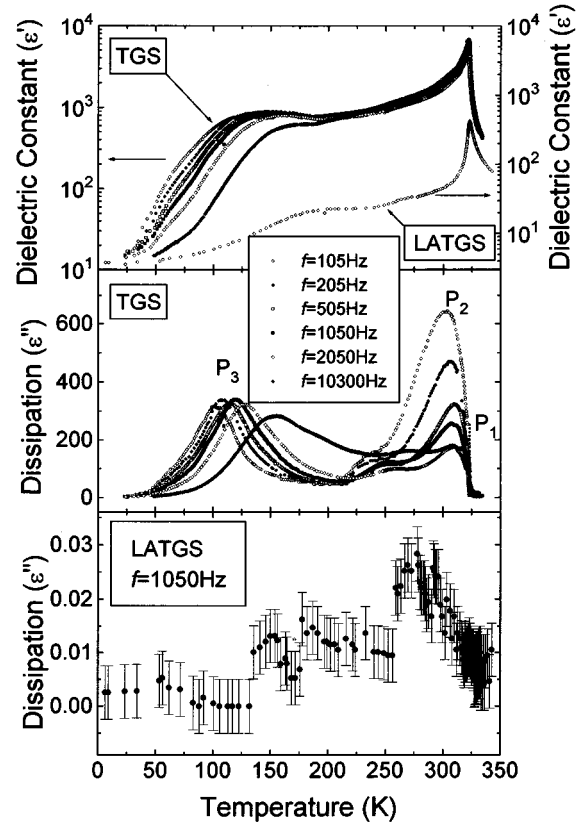 10⁴
10³
10²
10¹
Dielectric Constant (ε')
TGS
LATGS
10⁴
10³
10²
10¹
Dielectric Constant (ε')
TGS
f=105Hz
f=205Hz
f=505Hz
f=1050Hz
f=2050Hz
f=10300Hz
P₃
P₂
P₁
600
400
200
0
Dissipation (ε'')
LATGS
f=1050Hz
0.03
0.02
0.01
0.00
Dissipation (ε'')
0 50 100 150 200 250 300 350
Temperature (K)